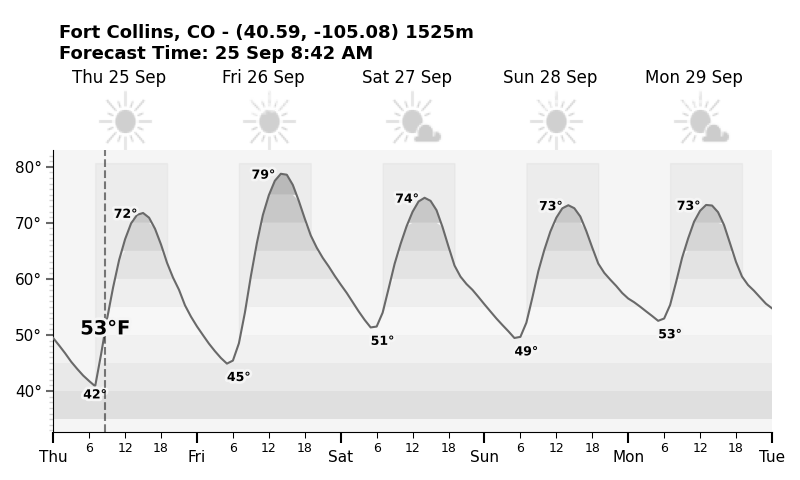 Fort Collins, CO - (40.59, -105.08) 1525m
Forecast Time: 25 Sep 8:42 AM
Thu 25 Sep Fri 26 Sep Sat 27 Sep Sun 28 Sep Mon 29 Sep
80°
79°
74°
72° 73° 73°
70°
60°
53°F
50°
51° 53°
49°
45°
42°
40°
6 12 18 6 12 18 6 12 18 6 12 18 6 12 18
Thu Fri Sat Sun Mon Tue